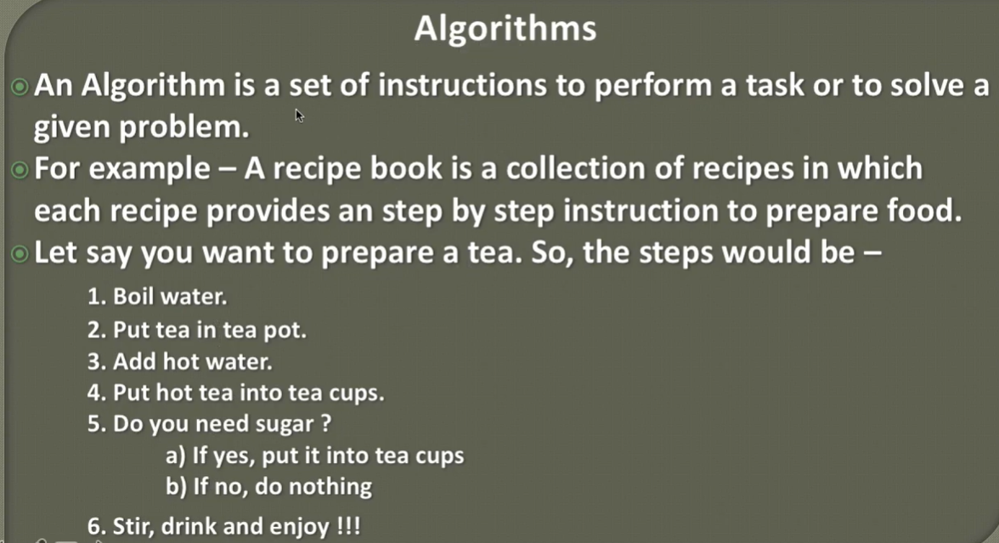 Algorithms
An Algorithm is a set of instructions to perform a task or to solve a
given problem.
For example – A recipe book is a collection of recipes in which
each recipe provides an step by step instruction to prepare food.
Let say you want to prepare a tea. So, the steps would be –
1. Boil water.
2. Put tea in tea pot.
3. Add hot water.
4. Put hot tea into tea cups.
5. Do you need sugar ?
a) If yes, put it into tea cups
b) If no, do nothing
6. Stir, drink and enjoy !!!